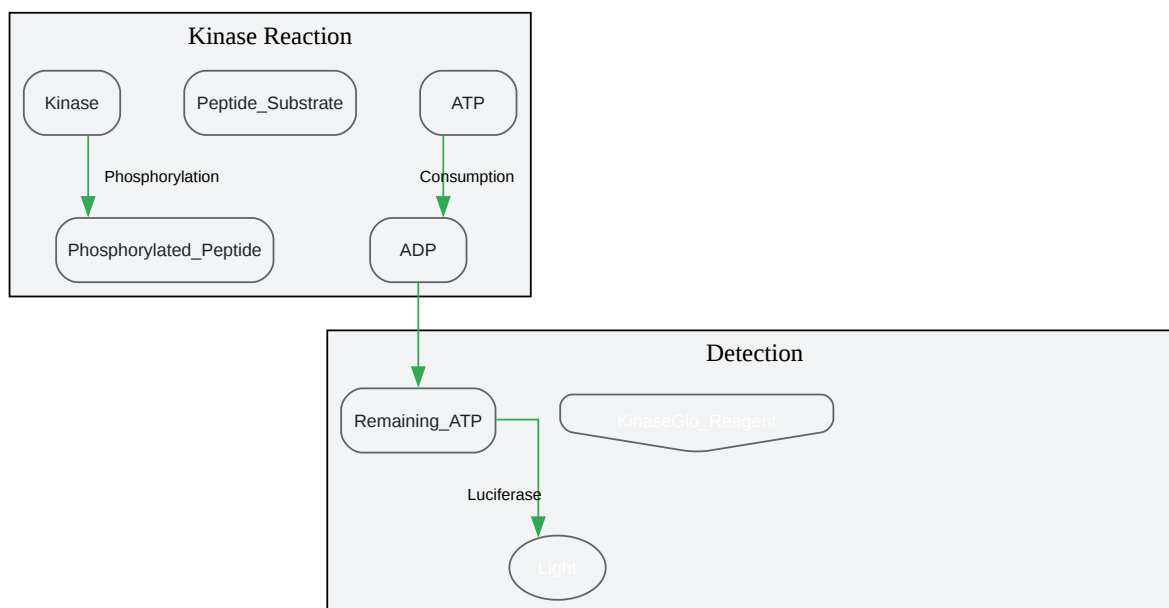 Kinase Reaction
Kinase
Peptide_Substrate
ATP
Phosphorylation
Consumption
Phosphorylated_Peptide
ADP
Detection
Remaining_ATP
KinaseGlo_Reagent
Luciferase
Light